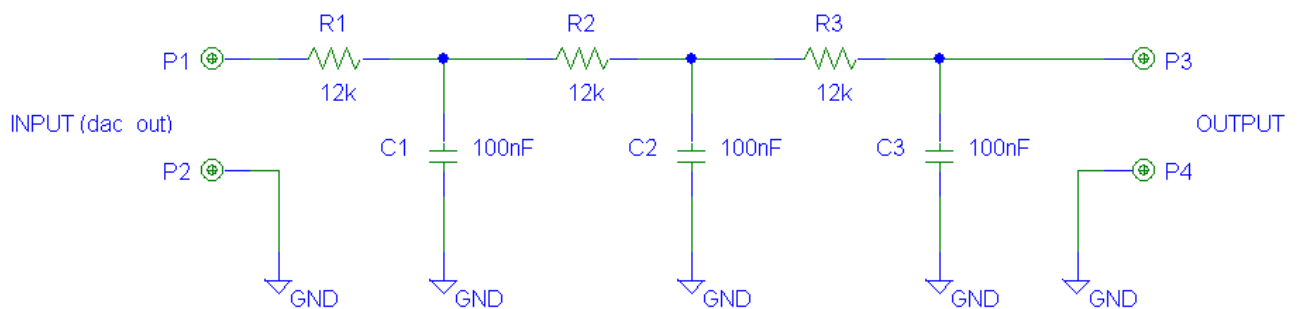 R1
R2
R3
P1
P3
12k
12k
12k
INPUT (dac out)
OUTPUT
C1
100nF
C2
100nF
C3
100nF
P2
P4
GND
GND
GND
GND
GND